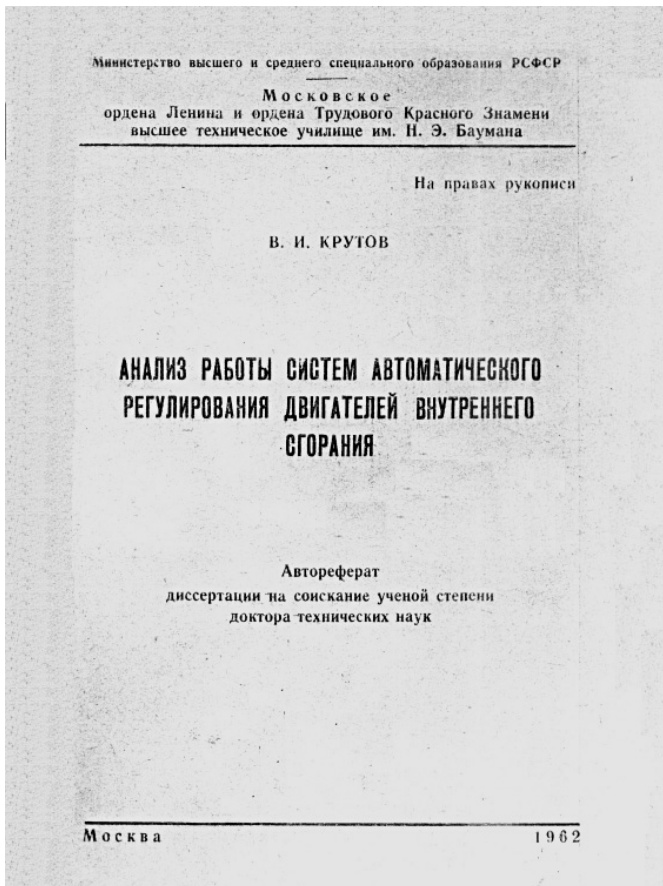 Министерство высшего и среднего специального образования РСФСР
Московское
ордена Ленина и ордена Трудового Красного Знамени
высшее техническое училище им. Н. Э. Баумана
На правах рукописи
В. И. КРУТОВ
АНАЛИЗ РАБОТЫ СИСТЕМ АВТОМАТИЧЕСКОГО
РЕГУЛИРОВАНИЯ ДВИГАТЕЛЕЙ ВНУТРЕННЕГО
СГОРАНИЯ
Автореферат
диссертации на соискание ученой степени
доктора технических наук
Москва 1962